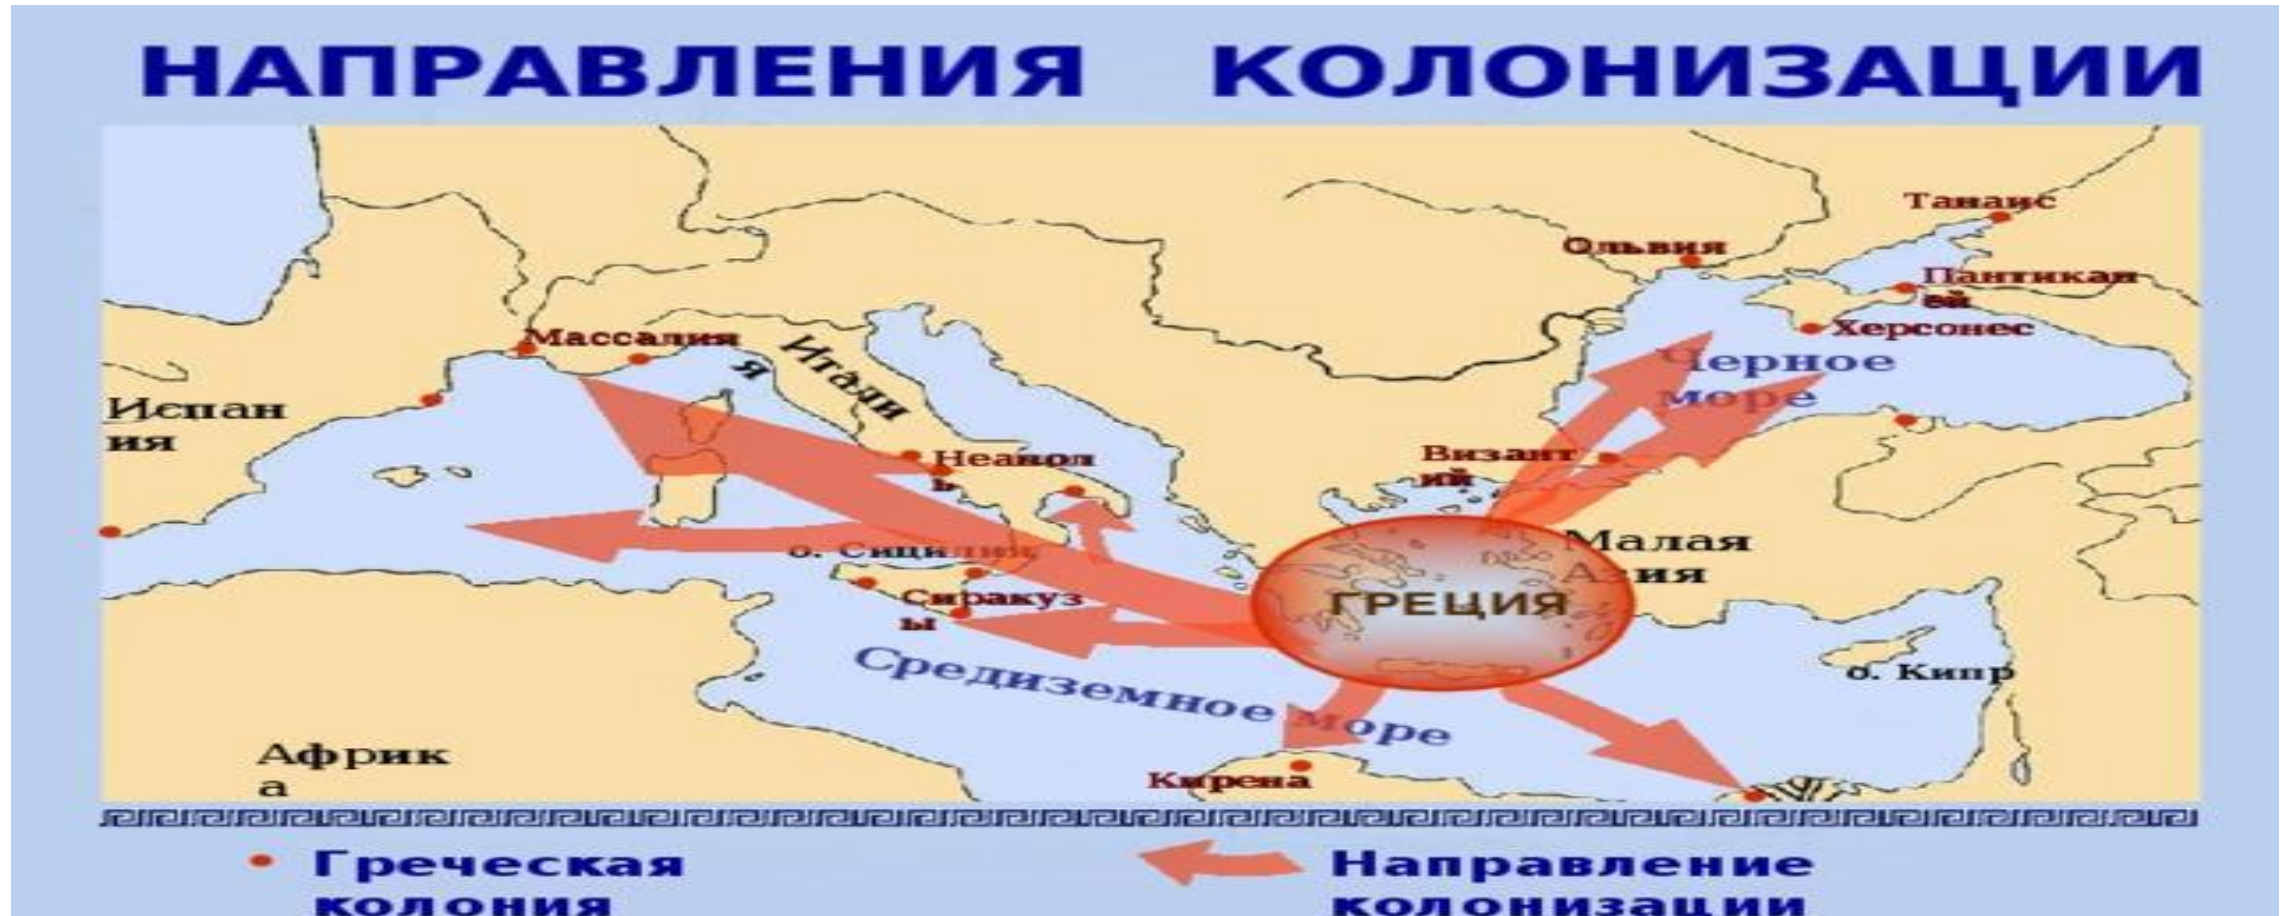 НАПРАВЛЕНИЯ КОЛОНИЗАЦИИ
Танаис
Ольвия
Пантикап
ей
Херсонес
Массалия
Черное
море
Итали
я
Испан
ия
Неапол
ь
Визант
ий
Малая
Азия
о. Сицилия
Сиракуз
ы
ГРЕЦИЯ
Средиземное море
о. Кипр
Африк
а
Кирена
Греческая
колония
Направление
колонизации